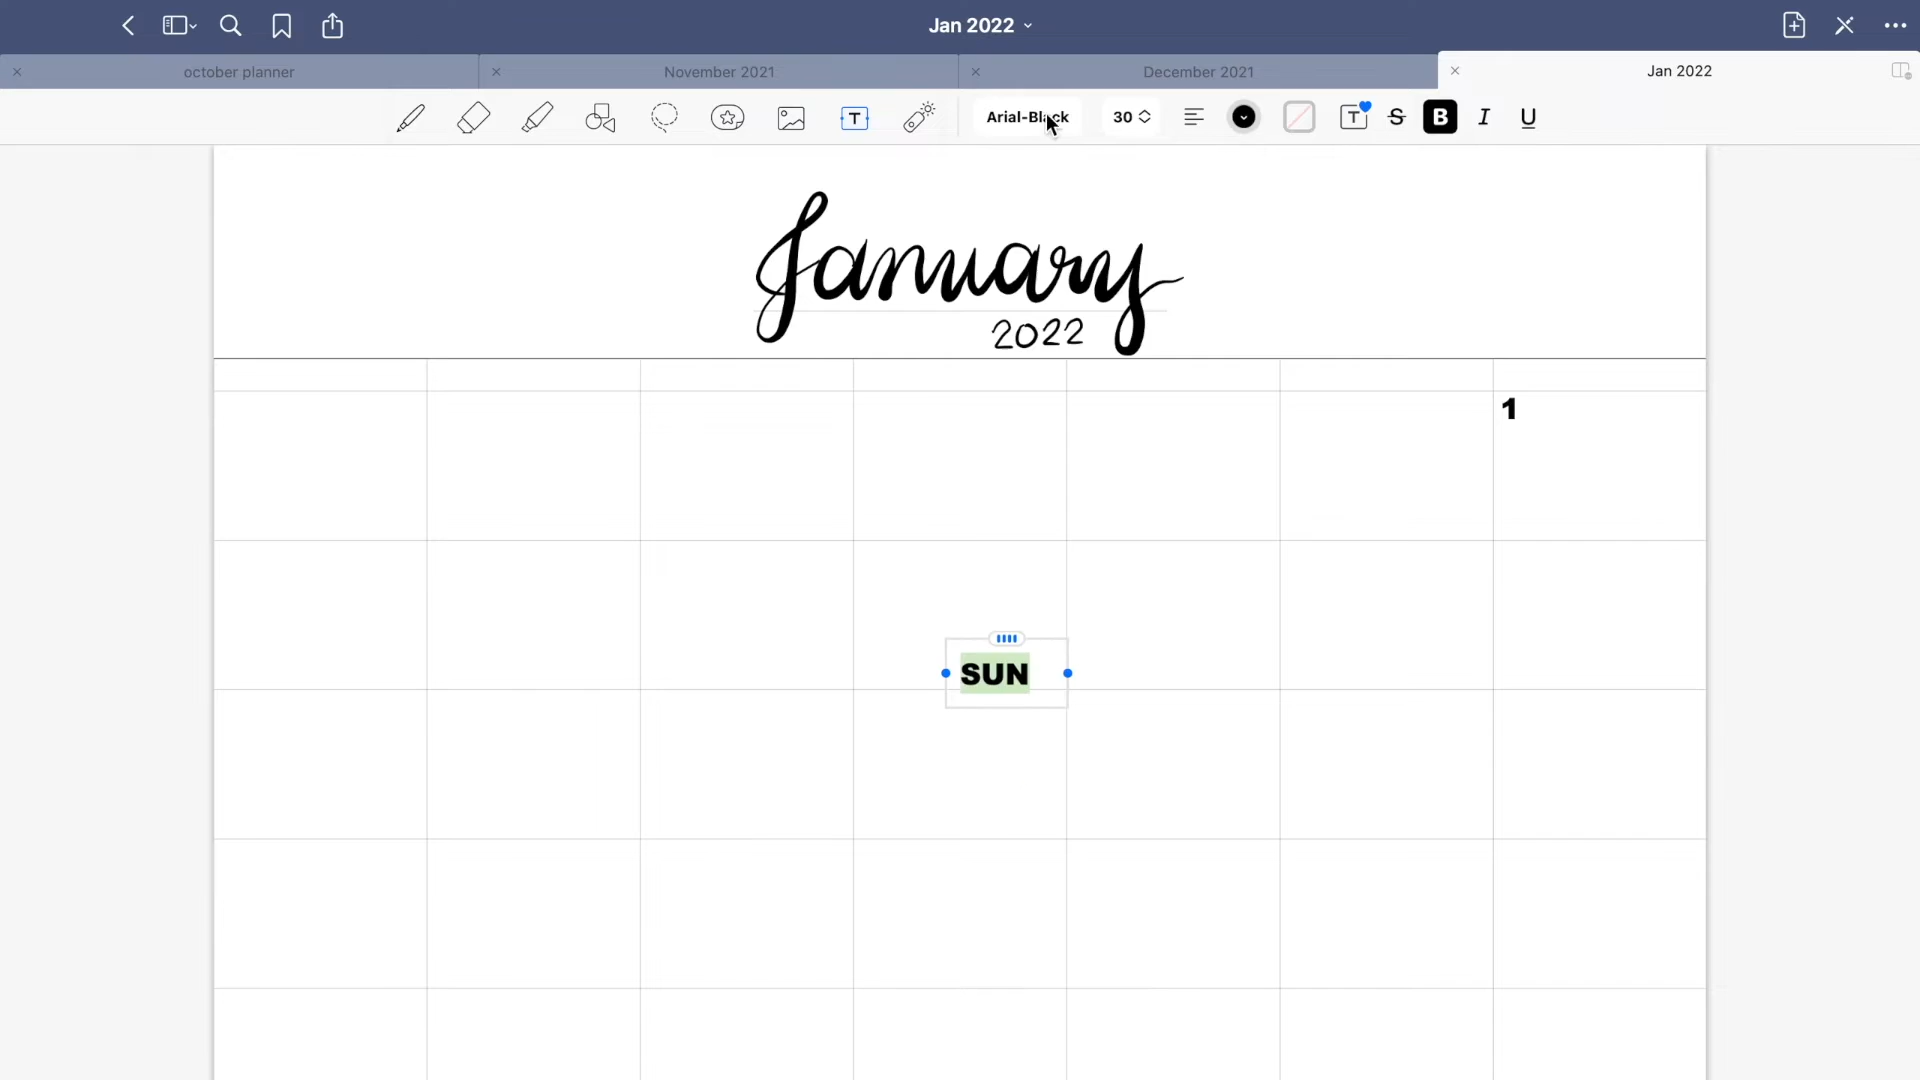 Jan 2022
october planner
November 2021
December 2021
Jan 2022
Arial-Black
30
T
T
S
B
I
U
January
2022
1
SUN